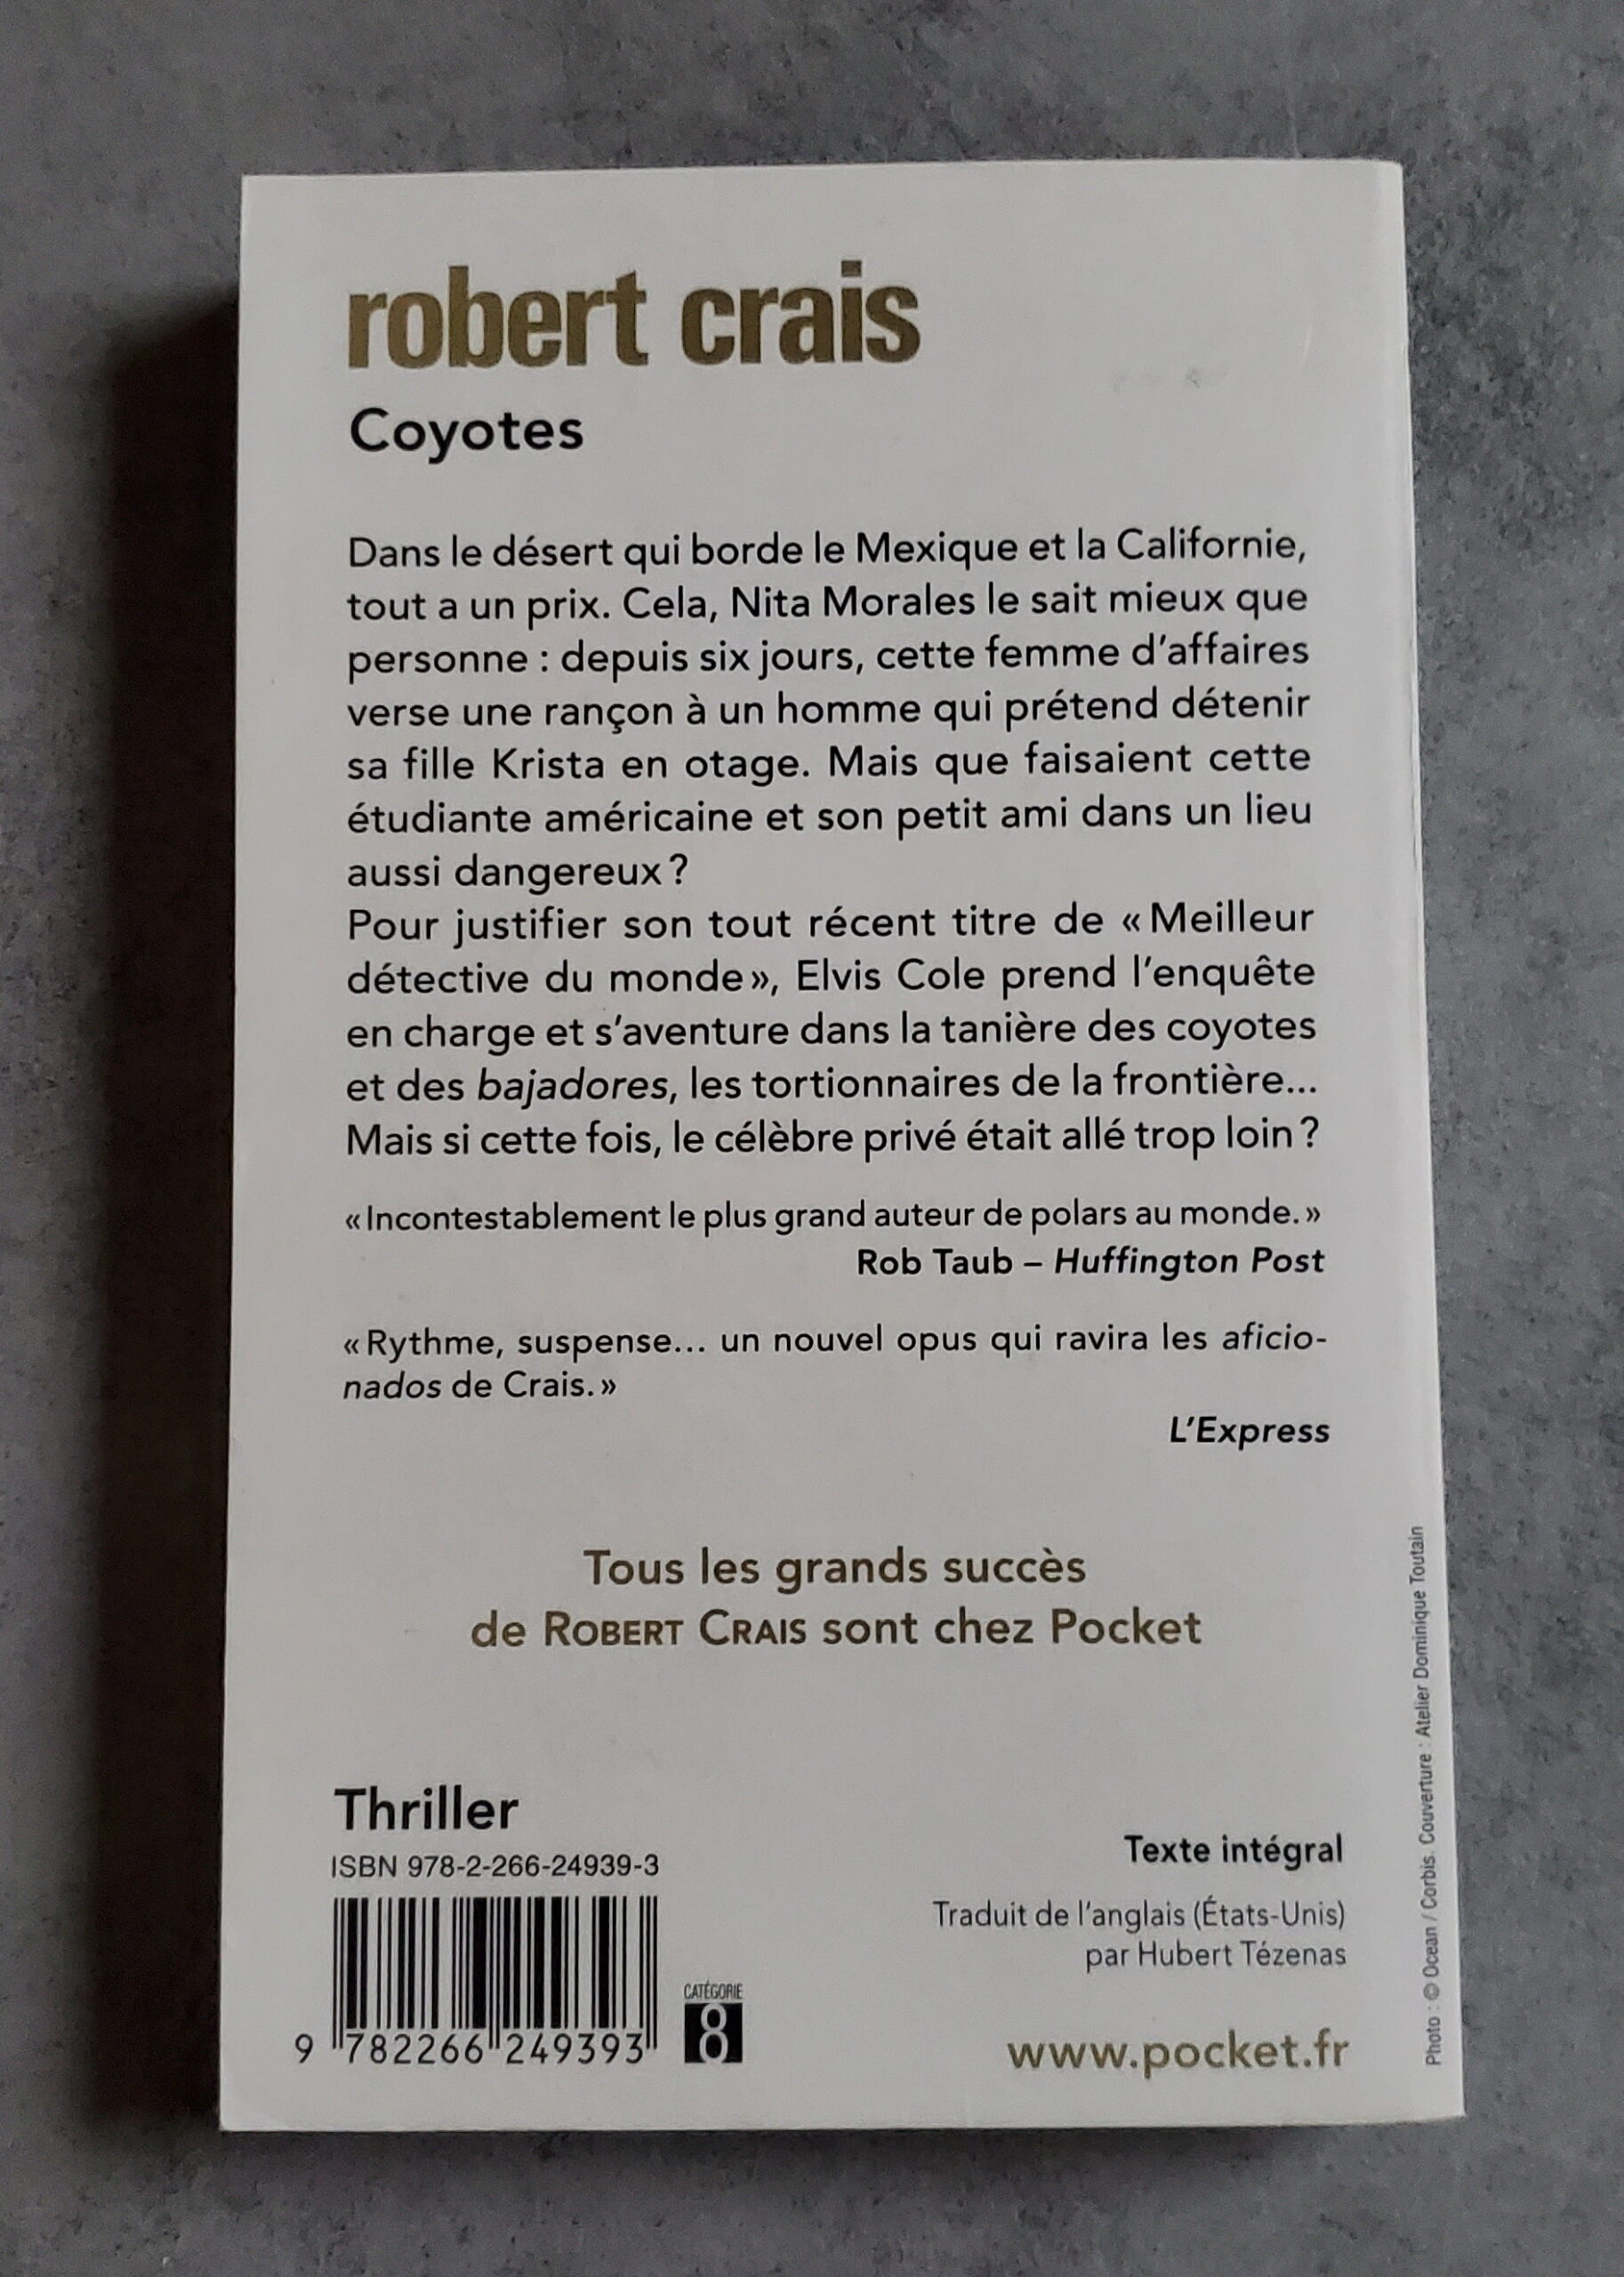 robert crais
Coyotes
Dans le désert qui borde le Mexique et la Californie,
tout a un prix. Cela, Nita Morales le sait mieux que
personne : depuis six jours, cette femme d'affaires
verse une rançon à un homme qui prétend détenir
sa fille Krista en otage. Mais que faisaient cette
étudiante américaine et son petit ami dans un lieu
aussi dangereux ?
Pour justifier son tout récent titre de « Meilleur
détective du monde », Elvis Cole prend l'enquête
en charge et s'aventure dans la tanière des coyotes
et des bajadores, les tortionnaires de la frontière...
Mais si cette fois, le célèbre privé était allé trop loin ?
« Incontestablement le plus grand auteur de polars au monde. »
Rob Taub – Huffington Post
« Rythme, suspense... un nouvel opus qui ravira les aficio-
nados de Crais. »
L'Express
Tous les grands succès
de ROBERT CRAIS sont chez Pocket
Thriller
ISBN 978-2-266-24939-3
9 782266 249393
CATÉGORIE
8
Texte intégral
Traduit de l'anglais (États-Unis)
par Hubert Tézenas
www.pocket.fr
Photo : © Ocean / Corbis. Couverture : Atelier Dominique Toutain